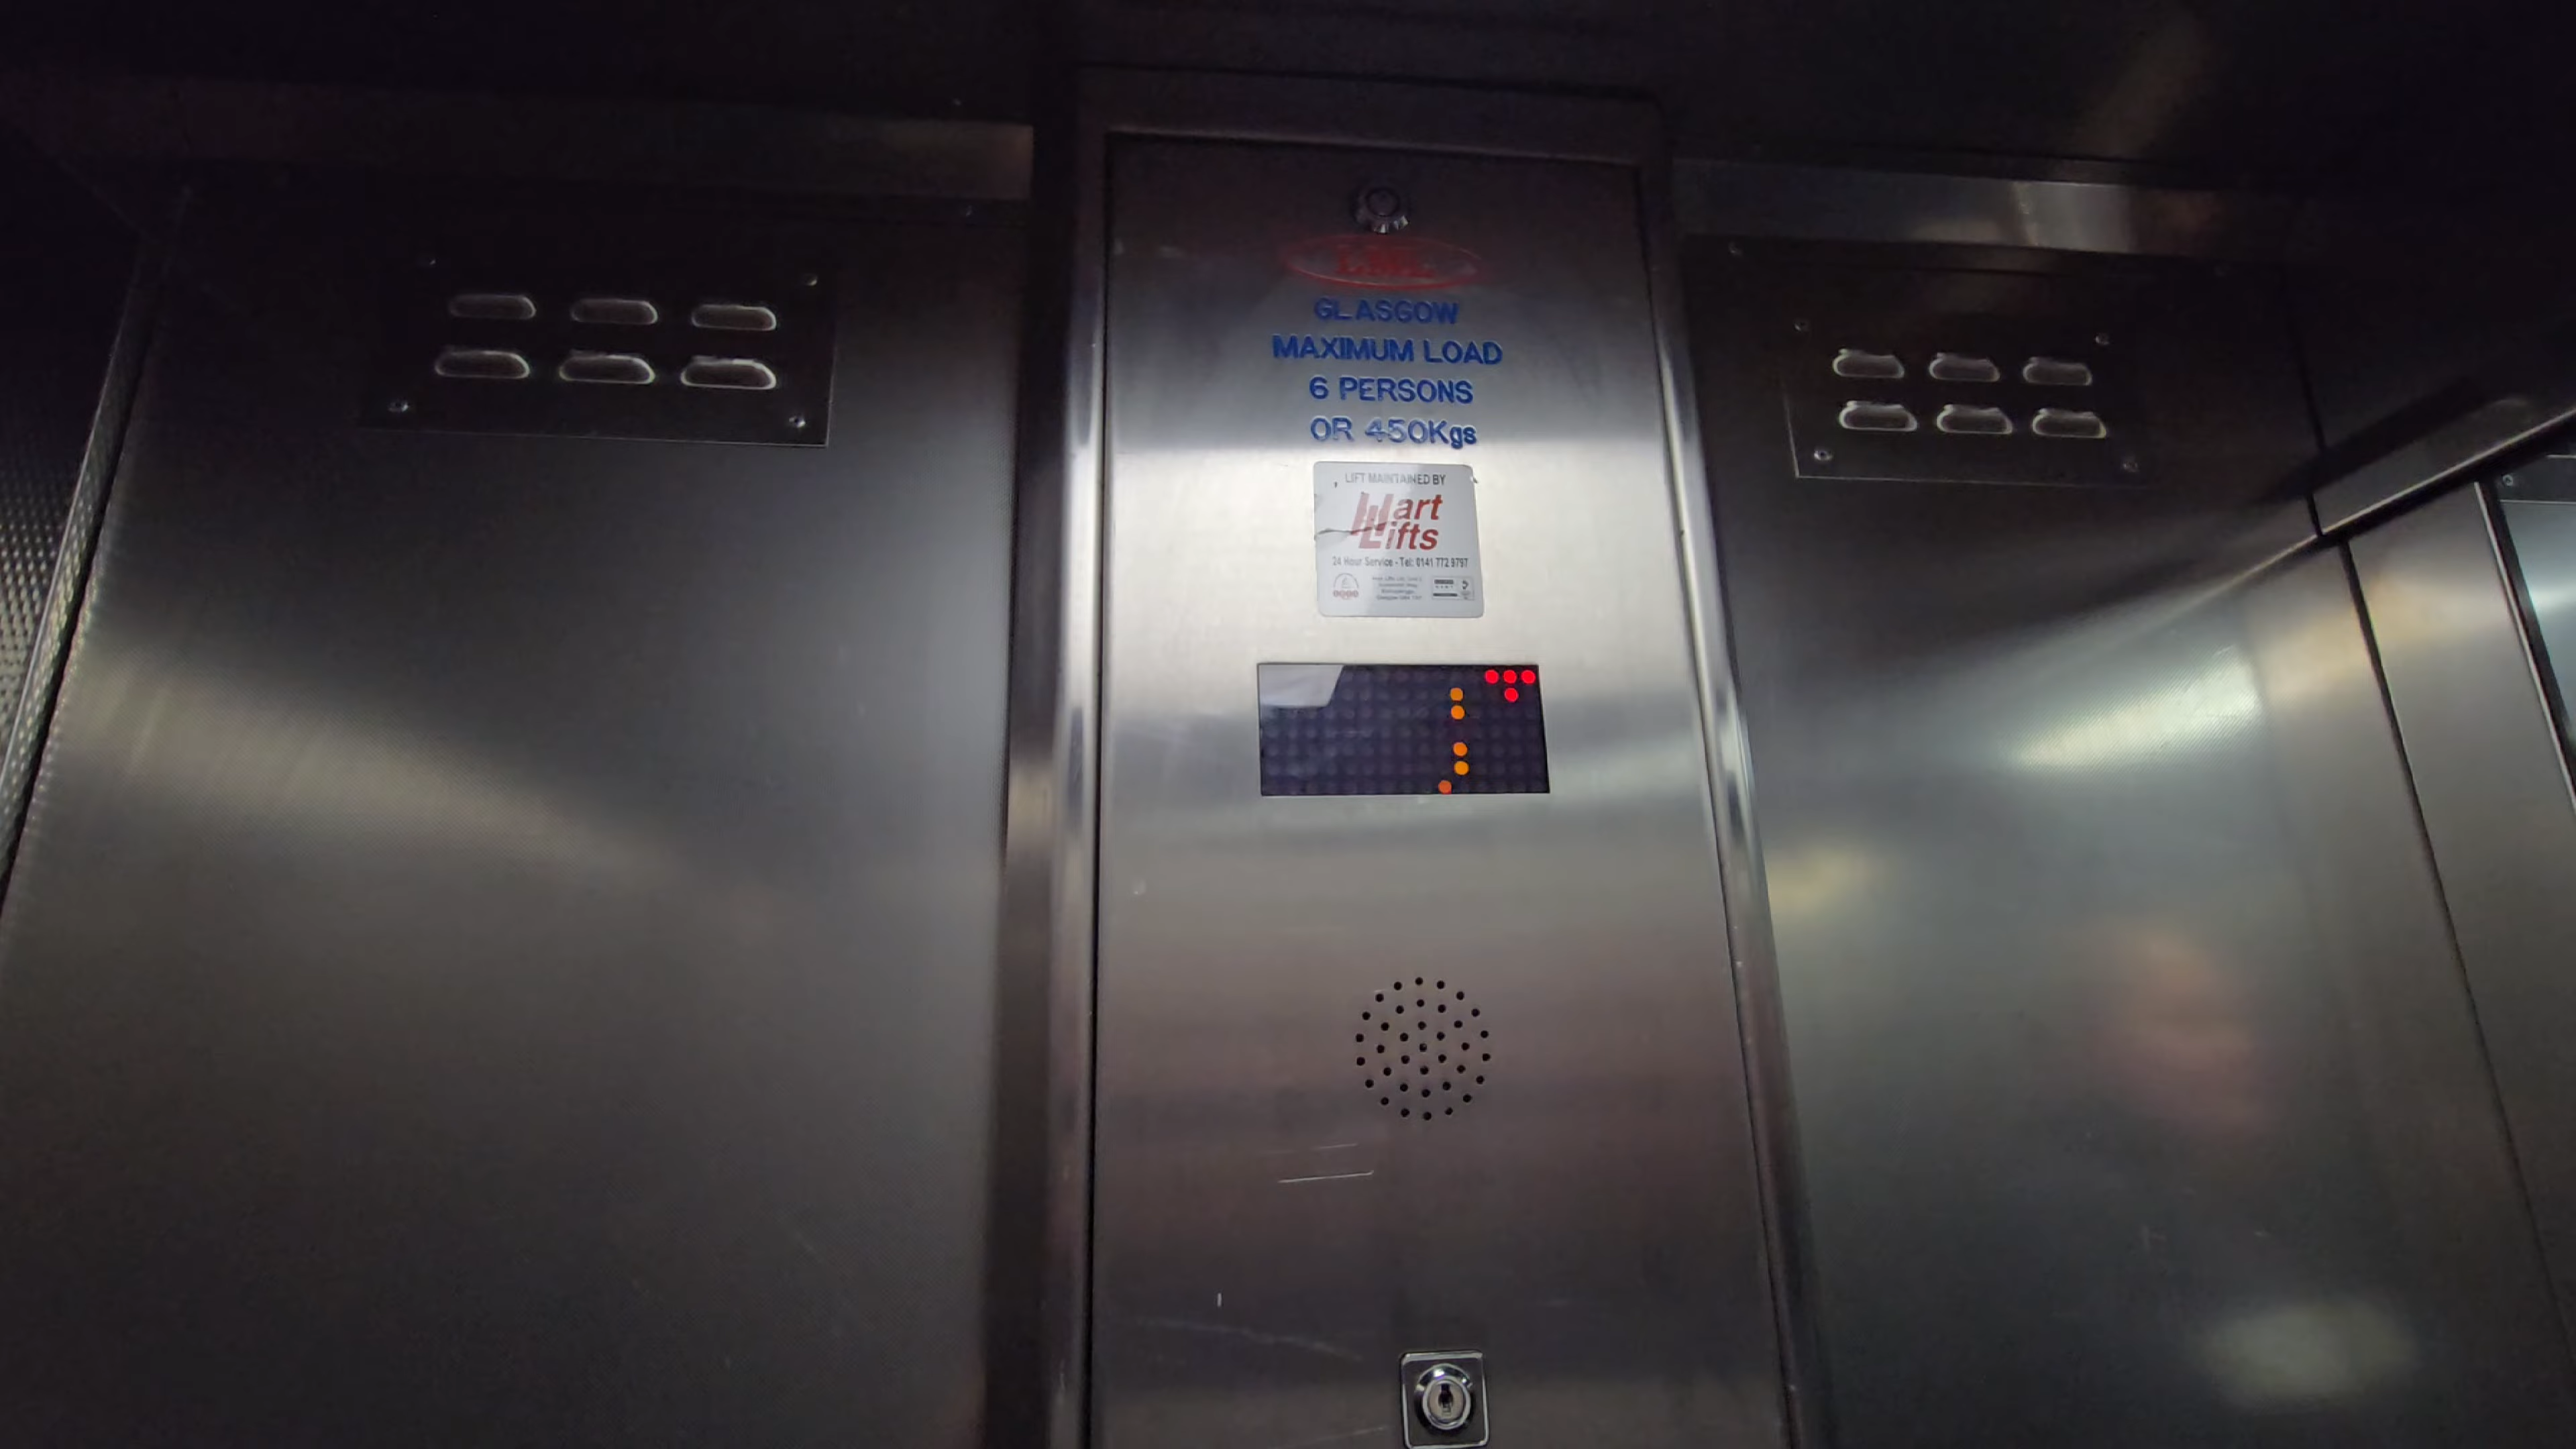 GLASGOW
MAXIMUM LOAD
6 PERSONS
OR 450Kgs
LIFT MAINTAINED BY
Hart
Lifts
24 Hour Service - Tel: 0141 772 9797